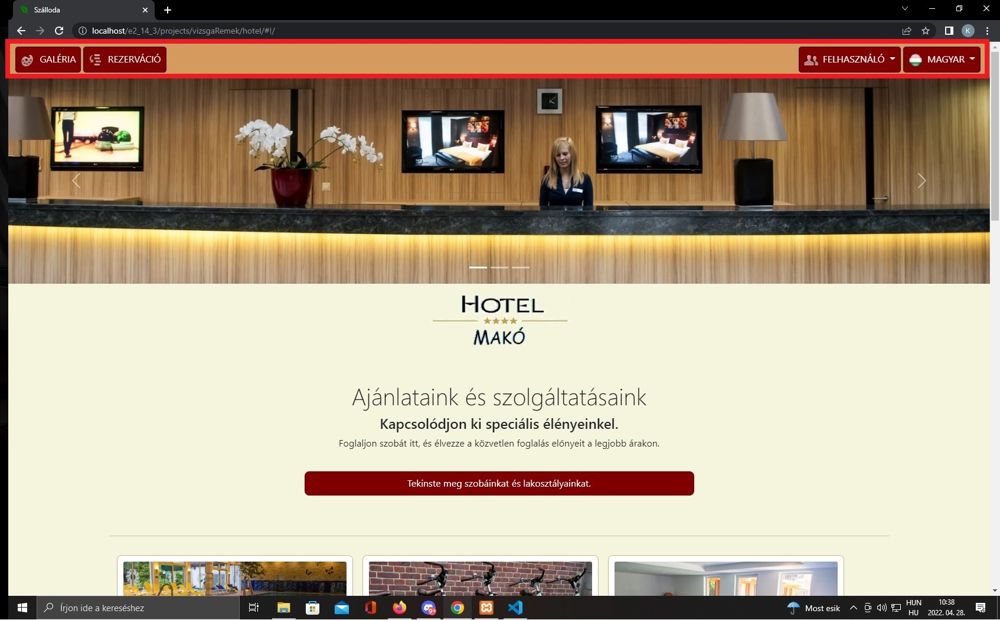 Szálloda
localhost/e2_14_3/projects/vizsgaRemek/hotel/#!/
K
GALÉRIA
REZERVÁCIÓ
FELHASZNÁLÓ
MAGYAR
HOTEL
MAKÓ
Ajánlataink és szolgáltatásaink
Kapcsolódjon ki speciális élényeinkel.
Foglaljon szobát itt, és élvezze a közvetlen foglalás előnyeit a legjobb árakon.
Tekinste meg szobáinkat és lakosztályainkat.
Írjon ide a kereséshez
9+
Most esik
HUN
HU
10:38
2022. 04. 28.